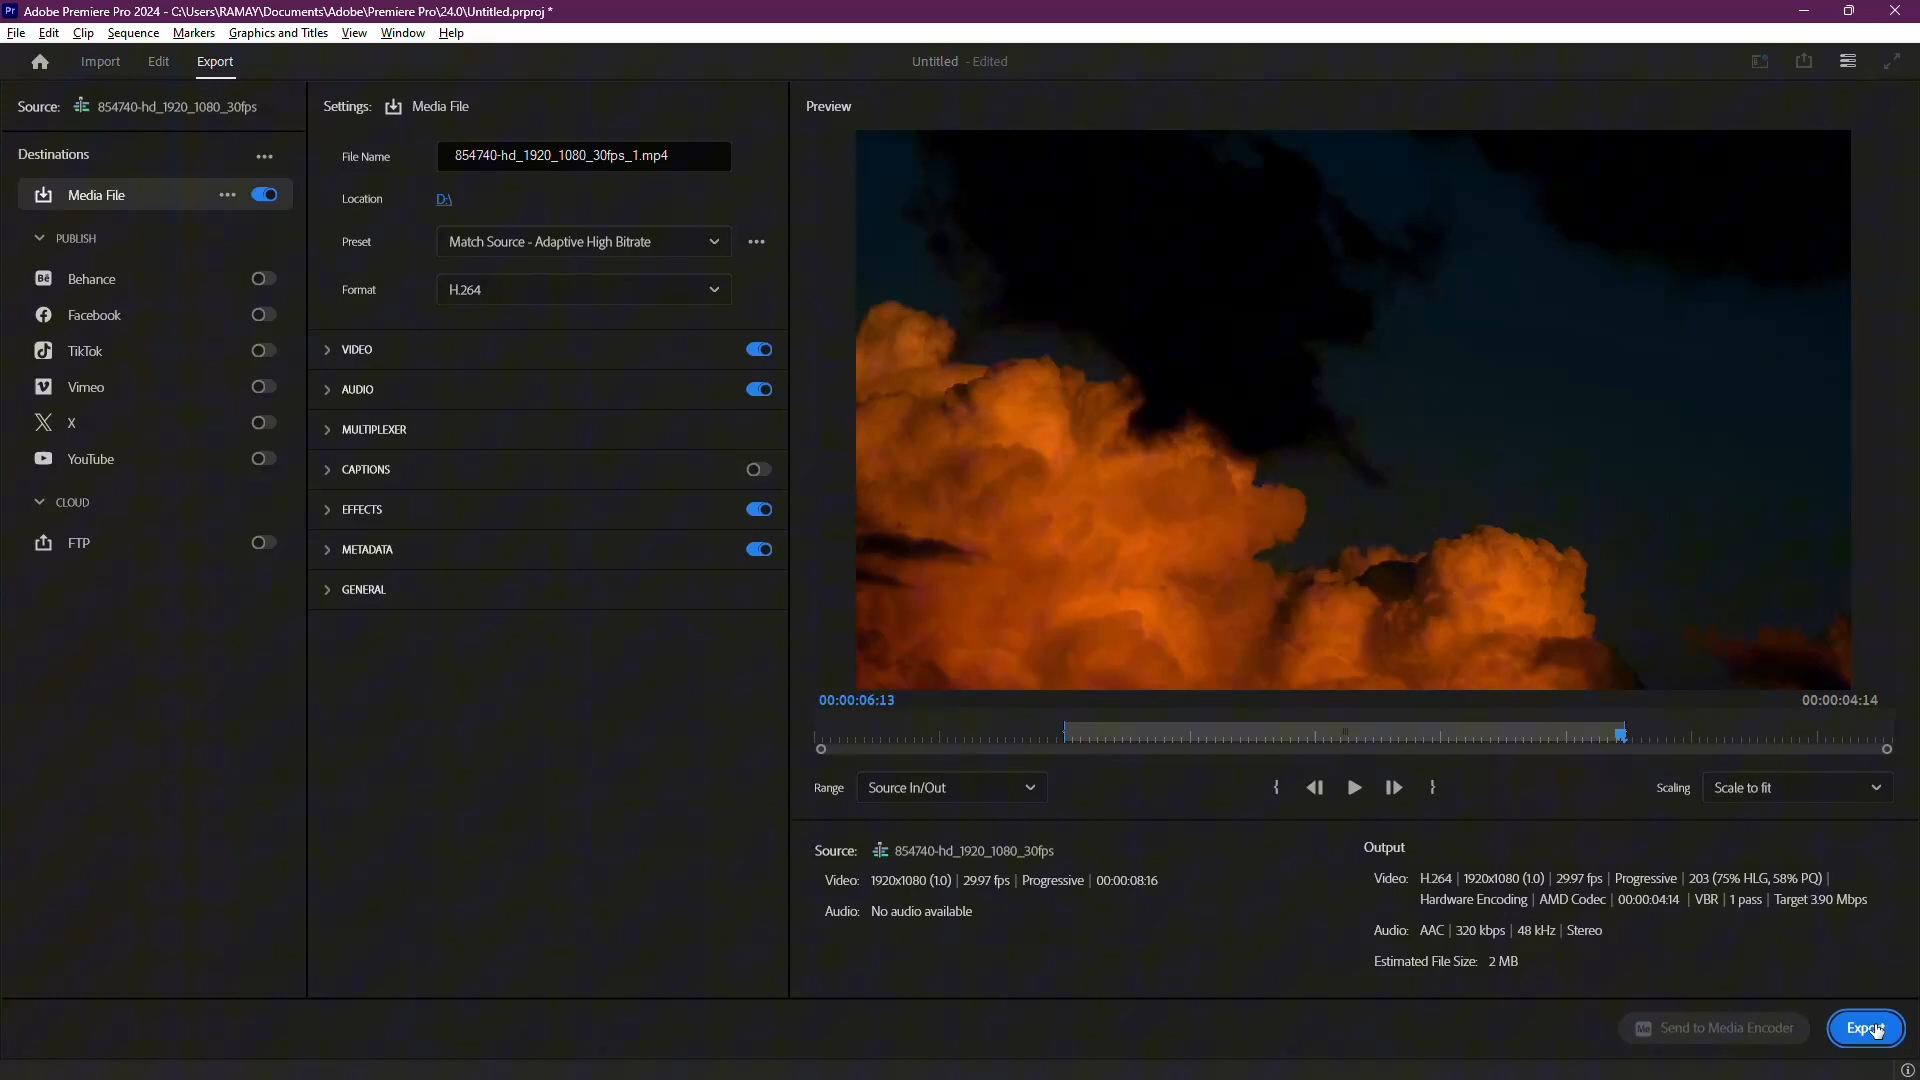 Pr Adobe Premiere Pro 2024 - C:\Users\RAMAY\Documents\Adobe\Premiere Pro\24.0\Untitled.prproj *
File Edit Clip Sequence Markers Graphics and Titles View Window Help
Import Edit Export Untitled - Edited
Source: 854740-hd_1920_1080_30fps
Destinations
Media File
PUBLISH
Behance
Facebook
TikTok
Vimeo
X
YouTube
CLOUD
FTP
Settings: Media File
File Name 854740-hd_1920_1080_30fps_1.mp4
Location D:\
Preset Match Source - Adaptive High Bitrate
Format H.264
VIDEO
AUDIO
MULTIPLEXER
CAPTIONS
EFFECTS
METADATA
GENERAL
Preview
00:00:06:13 00:00:04:14
Range Source In/Out Scaling Scale to fit
Source: 854740-hd_1920_1080_30fps
Video: 1920x1080 (1.0) | 29.97 fps | Progressive | 00:00:08:16
Audio: No audio available
Output
Video: H.264 | 1920x1080 (1.0) | 29.97 fps | Progressive | 203 (75% HLG, 58% PQ) |
Hardware Encoding | AMD Codec | 00:00:04:14 | VBR | 1 pass | Target 3.90 Mbps
Audio: AAC | 320 kbps | 48 kHz | Stereo
Estimated File Size: 2 MB
Me Send to Media Encoder Export